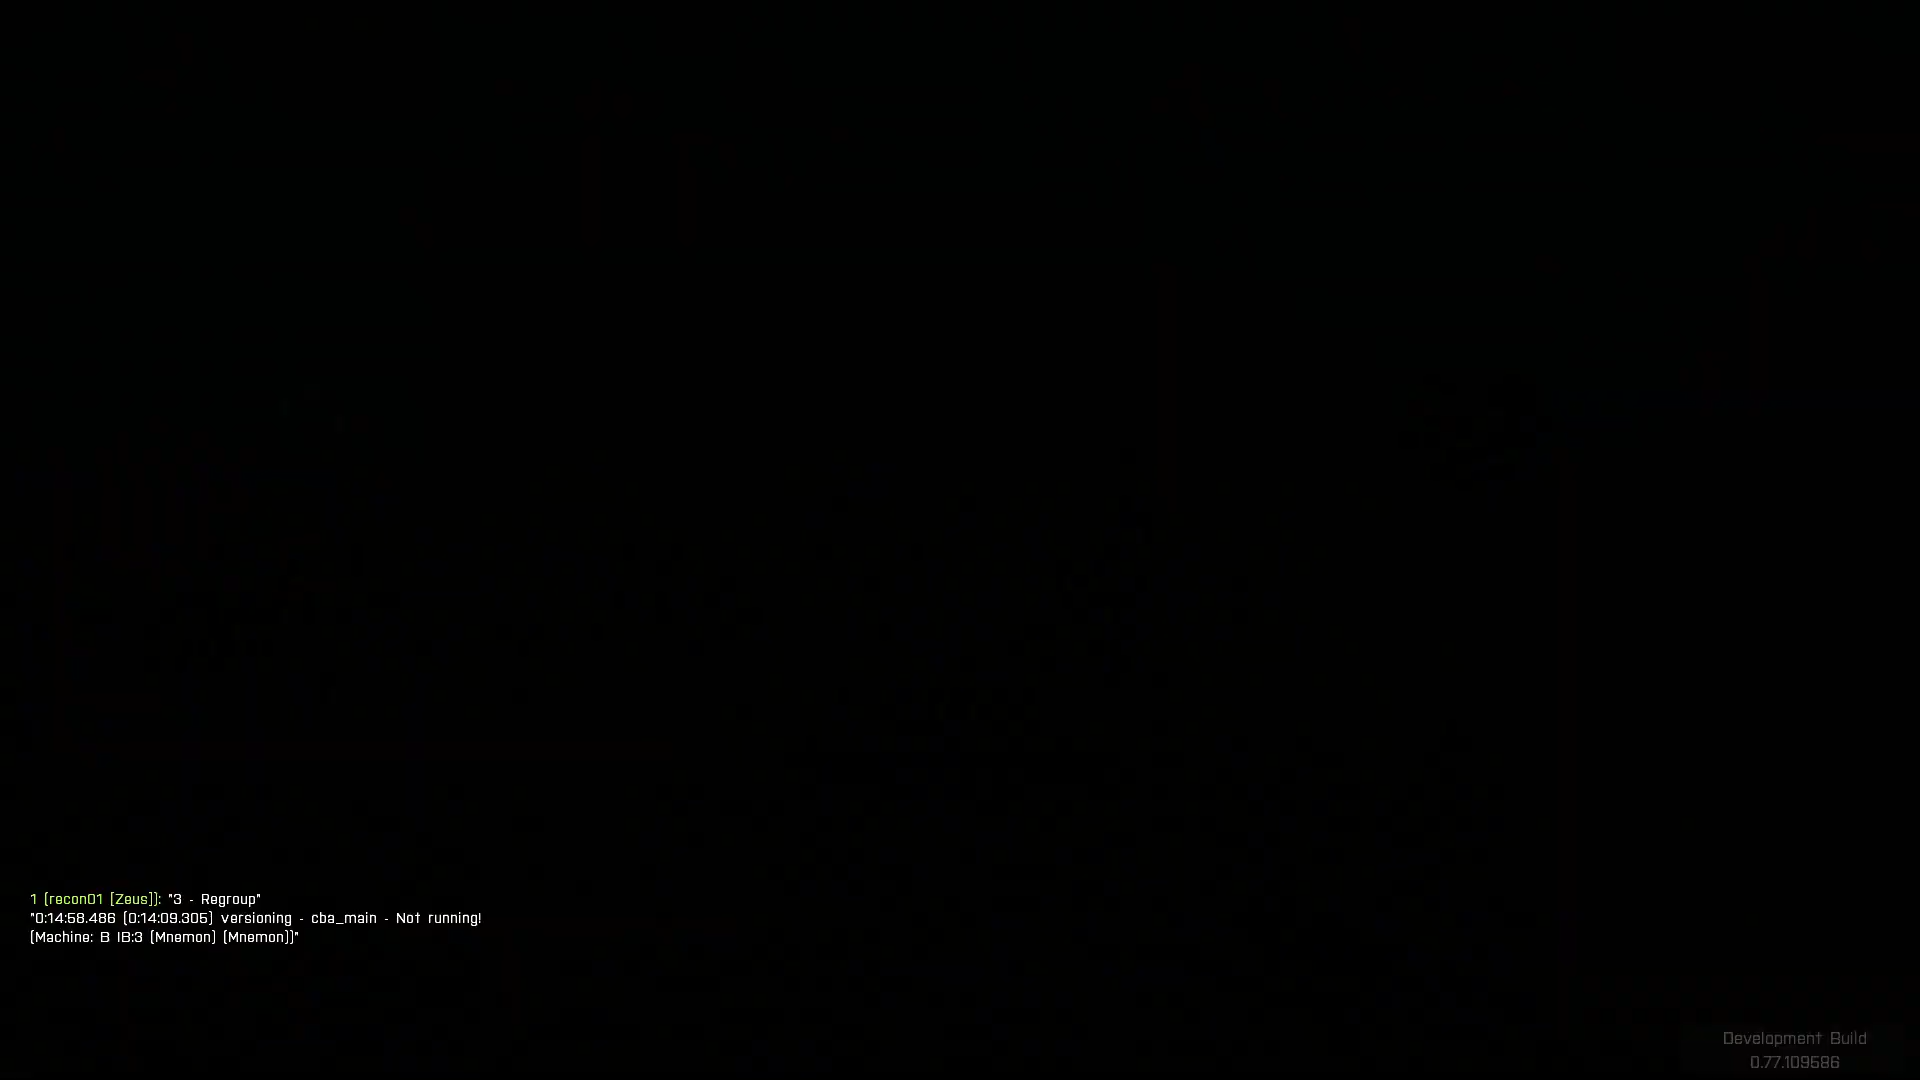 1 (recon01 [Zeus]): "3 - Regroup"
"0:14:58.486 (0:14:09.305) versioning - cba_main - Not running!
(Machine: B IB:3 (Mnemon) (Mnemon))"
Development Build
0.77.109586